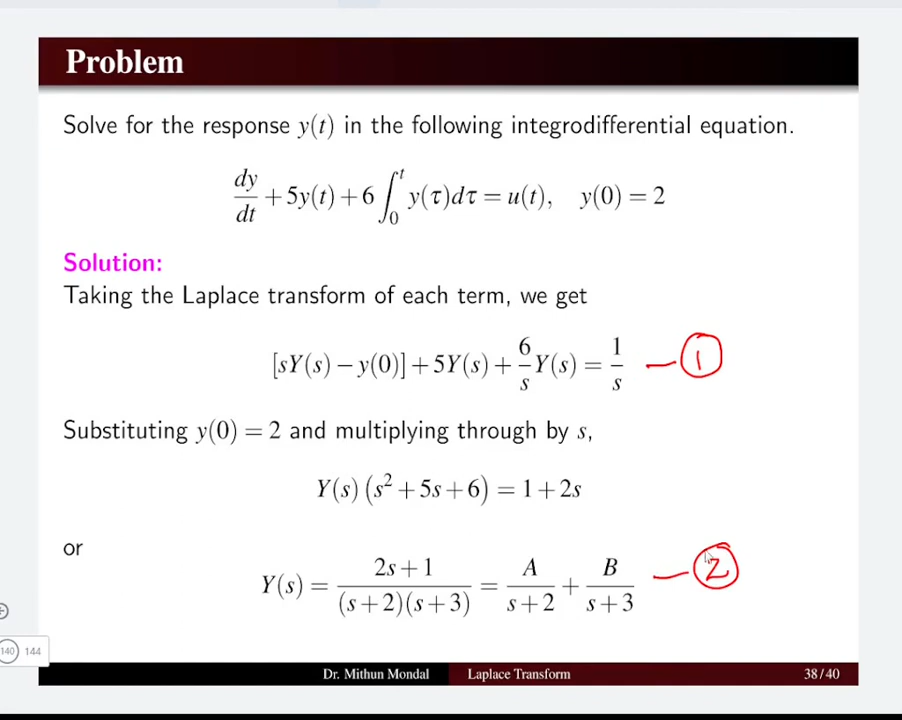 Problem
Solve for the response y(t) in the following integrodifferential equation.
dy/dt + 5y(t) + 6 ∫₀ᵗ y(τ)dτ = u(t), y(0) = 2
Solution:
Taking the Laplace transform of each term, we get
[sY(s) − y(0)] + 5Y(s) + 6/s Y(s) = 1/s — ①
Substituting y(0) = 2 and multiplying through by s,
Y(s) (s² + 5s + 6) = 1 + 2s
or
Y(s) = 2s + 1/(s + 2)(s + 3) = A/s + 2 + B/s + 3 — ②
140 144
Dr. Mithun Mondal Laplace Transform 38/40